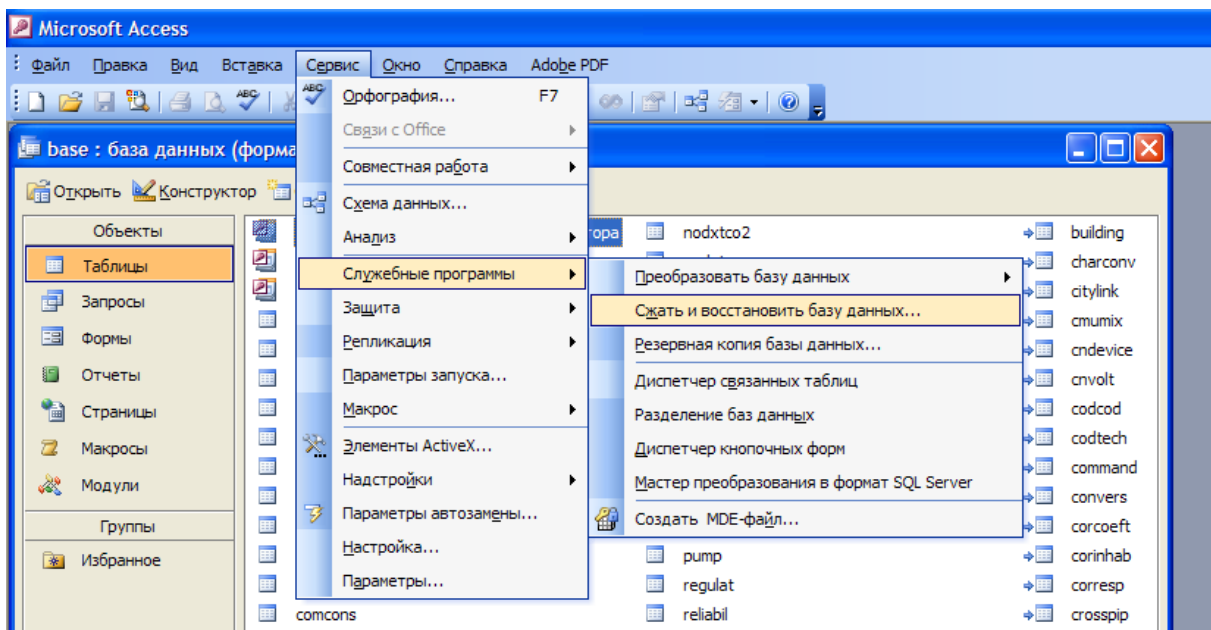 Microsoft Access
Файл Правка Вид Вставка Сервис Окно Справка Adobe PDF
base : база данных (форма
Открыть Конструктор
Объекты
Таблицы
Запросы
Формы
Отчеты
Страницы
Макросы
Модули
Группы
Избранное
Орфография... F7
Связи с Office
Совместная работа
Схема данных...
Анализ
Служебные программы
Защита
Репликация
Параметры запуска...
Макрос
Элементы ActiveX...
Надстройки
Параметры автозамены...
Настройка...
Параметры...
comcons
Преобразовать базу данных
Сжать и восстановить базу данных...
Резервная копия базы данных...
Диспетчер связанных таблиц
Разделение баз данных
Диспетчер кнопочных форм
Мастер преобразования в формат SQL Server
Создать MDE-файл...
тора
nodxtco2
pump
regulat
reliabil
building
charconv
citylink
cmumix
cndevice
cnvolt
codcod
codtech
command
convers
corcoeft
corinhab
corresp
crosspip